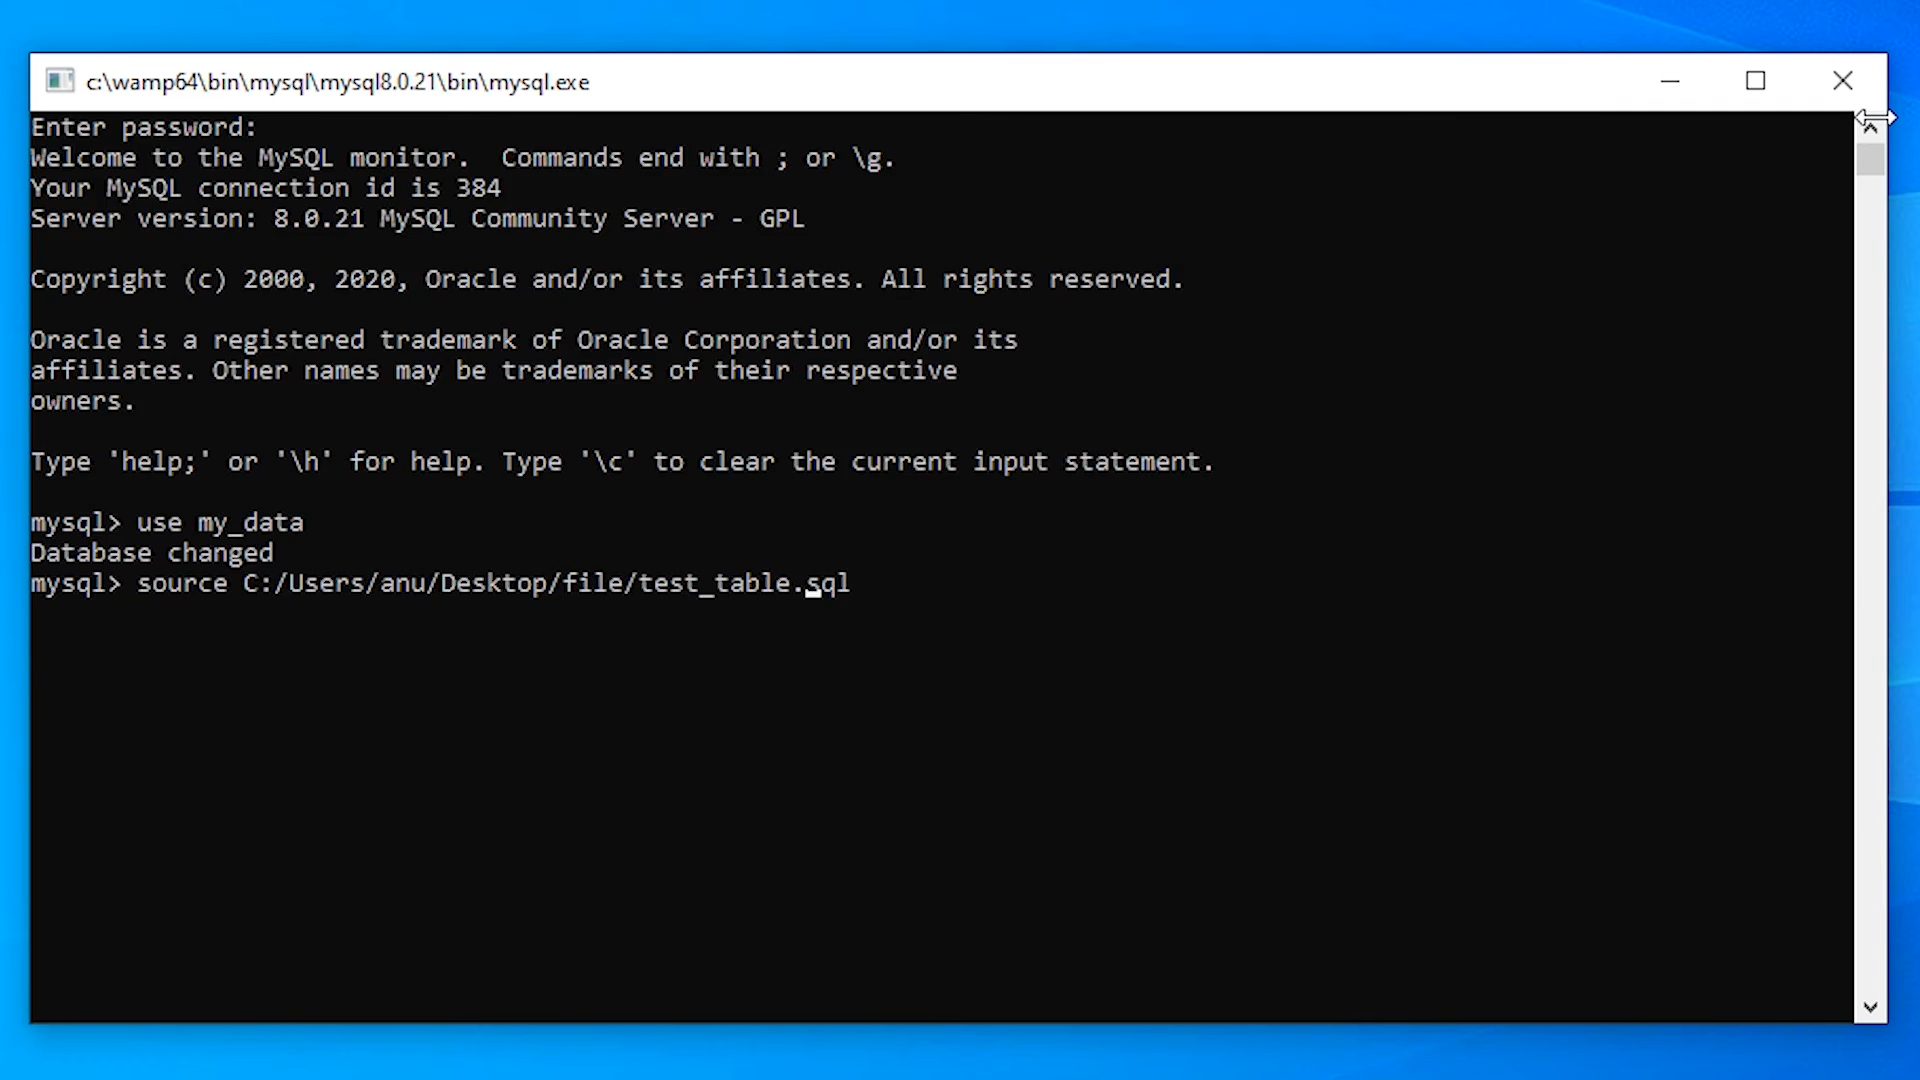 c:\wamp64\bin\mysql\mysql8.0.21\bin\mysql.exe
Enter password:
Welcome to the MySQL monitor.  Commands end with ; or \g.
Your MySQL connection id is 384
Server version: 8.0.21 MySQL Community Server - GPL
Copyright (c) 2000, 2020, Oracle and/or its affiliates. All rights reserved.
Oracle is a registered trademark of Oracle Corporation and/or its
affiliates. Other names may be trademarks of their respective
owners.
Type 'help;' or '\h' for help. Type '\c' to clear the current input statement.
mysql> use my_data
Database changed
mysql> source C:/Users/anu/Desktop/file/test_table.sql